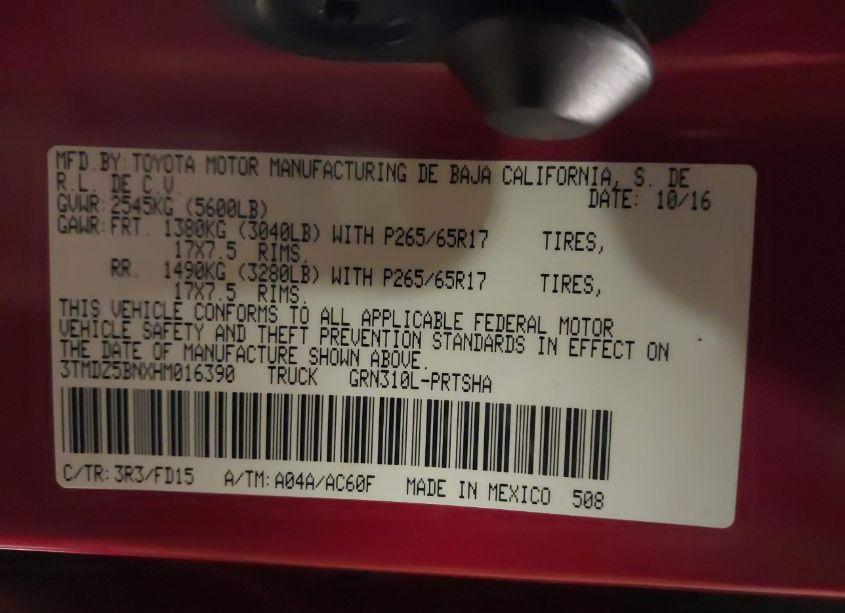 MFD.BY:TOYOTA MOTOR MANUFACTURING DE BAJA CALIFORNIA, S. DE
R.L. DE C.V. DATE: 10/16
GVWR:2545KG (5600LB)
GAWR:FRT. 1380KG (3040LB) WITH P265/65R17 TIRES,
17X7.5 RIMS.
RR. 1490KG (3280LB) WITH P265/65R17 TIRES,
17X7.5 RIMS.
THIS VEHICLE CONFORMS TO ALL APPLICABLE FEDERAL MOTOR
VEHICLE SAFETY AND THEFT PREVENTION STANDARDS IN EFFECT ON
THE DATE OF MANUFACTURE SHOWN ABOVE.
3TMDZ5BNXHM016390 TRUCK GRN310L-PRTSHA
C/TR:3R3/FD15 A/TM:A04A/AC60F MADE IN MEXICO 508